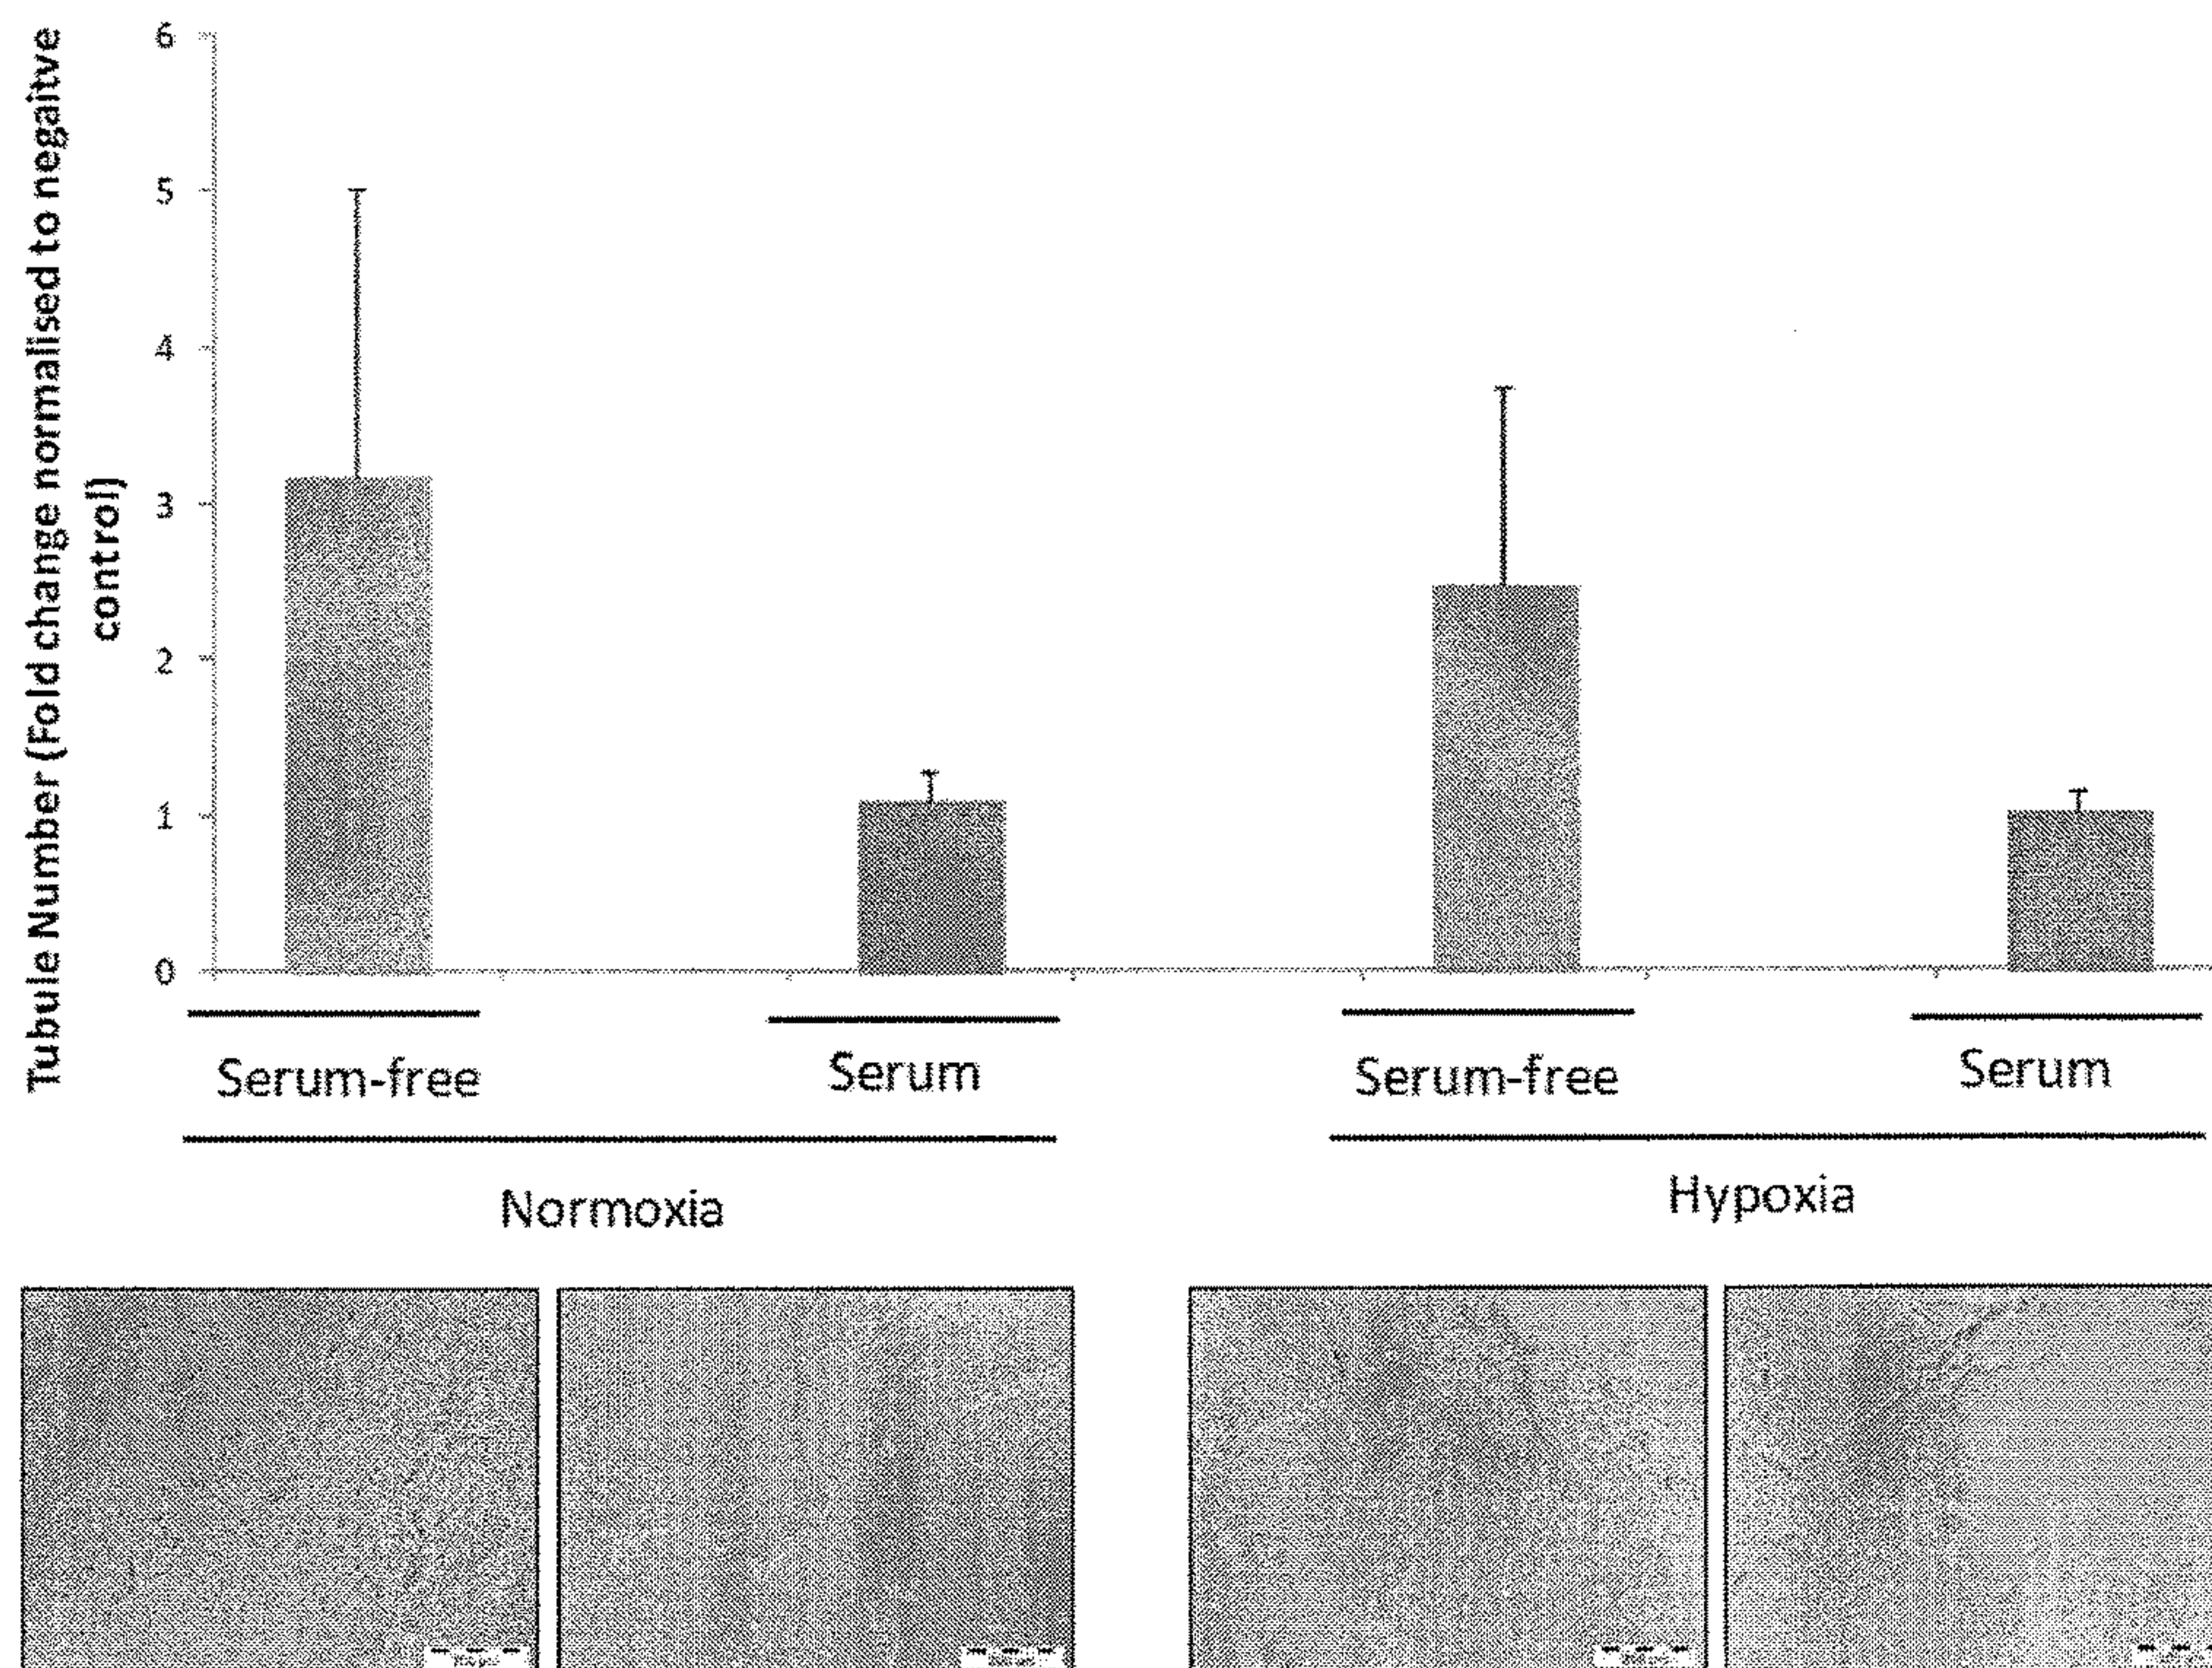 Tubule Number (Fold change normalised to negaitve
control)
6
5
4
3
2
1
0
Serum-free
Serum
Serum-free
Serum
Normoxia
Hypoxia